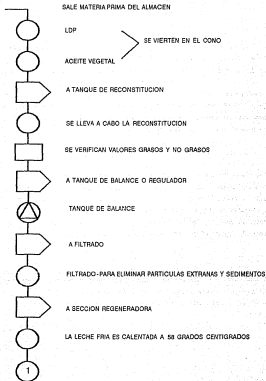 SALE MATERIA PRIMA DEL ALMACEN
LDP
SE VIERTEN EN EL CONO
ACEITE VEGETAL
A TANQUE DE RECONSTITUCION
SE LLEVA A CABO LA RECONSTITUCION
SE VERIFICAN VALORES GRASOS Y NO GRASOS
A TANQUE DE BALANCE O REGULADOR
TANQUE DE BALANCE
A FILTRADO
FILTRADO-PARA ELIMINAR PARTICULAS EXTRANAS Y SEDIMENTOS
A SECCION REGENERADORA
LA LECHE FRIA ES CALENTADA A 58 GRADOS CENTIGRADOS
1